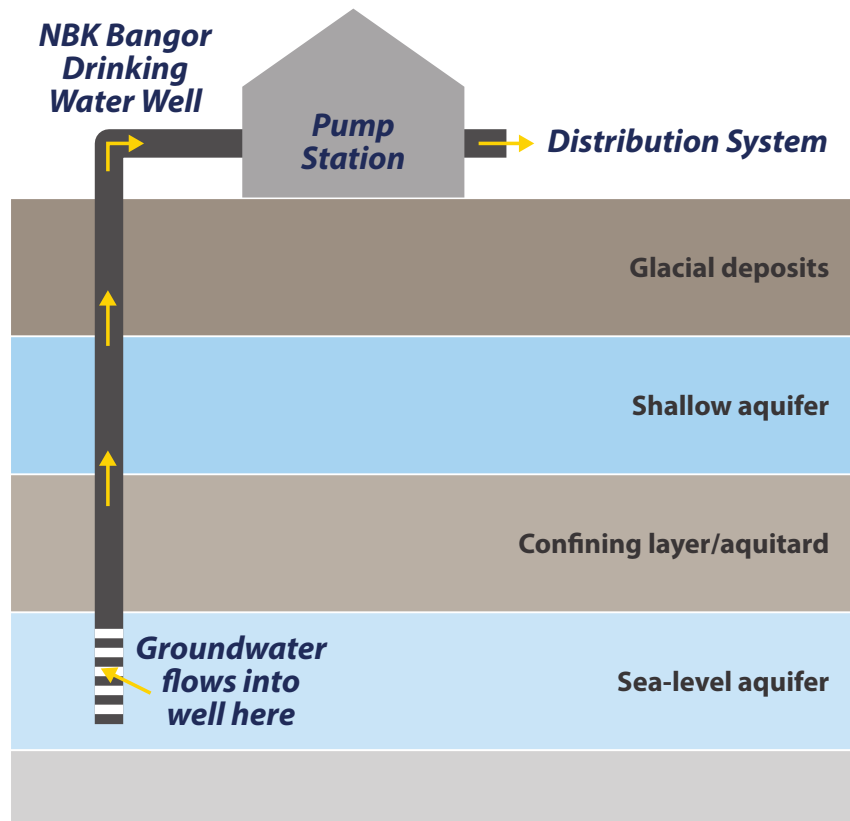 NBK Bangor
Drinking
Water Well
Pump
Station
Distribution System
Glacial deposits
Shallow aquifer
Confining layer/aquitard
Groundwater
flows into
well here
Sea-level aquifer